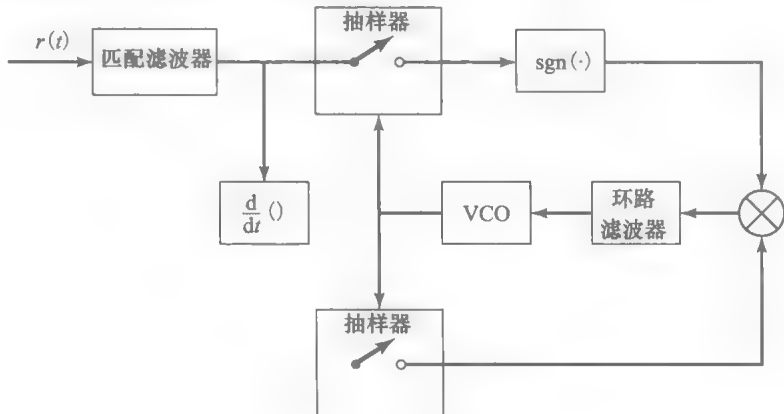 抽样器
r(t)
匹配滤波器
sgn(·)
d/dt ()
VCO
环路
滤波器
抽样器